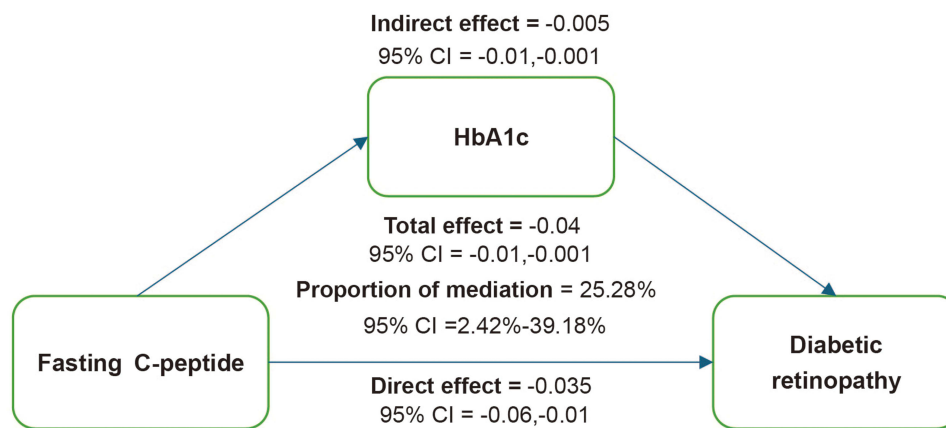 Indirect effect = -0.005
95% CI = -0.01,-0.001
HbA1c
Total effect = -0.04
95% CI = -0.01,-0.001
Proportion of mediation = 25.28%
95% CI =2.42%-39.18%
Fasting C-peptide
Diabetic
retinopathy
Direct effect = -0.035
95% CI = -0.06,-0.01